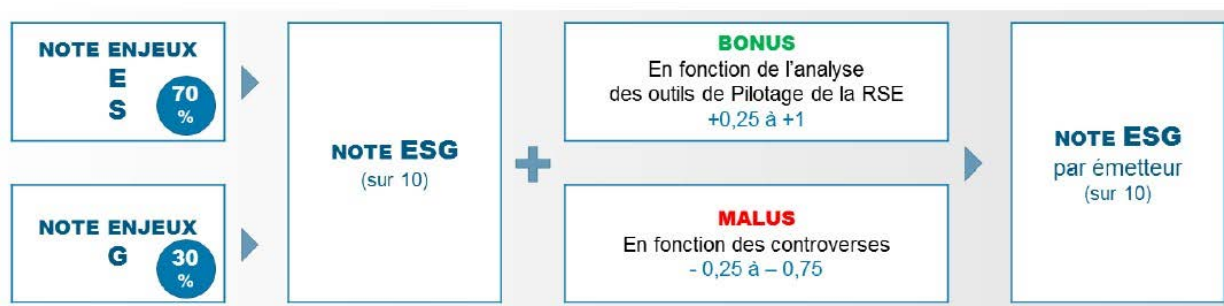 NOTE ENJEUX
E
S
70
%
NOTE ENJEUX
G
30
%
NOTE ESG
(sur 10)
+
BONUS
En fonction de l'analyse
des outils de Pilotage de la RSE
+0,25 à +1
MALUS
En fonction des controverses
- 0,25 à – 0,75
NOTE ESG
par émetteur
(sur 10)